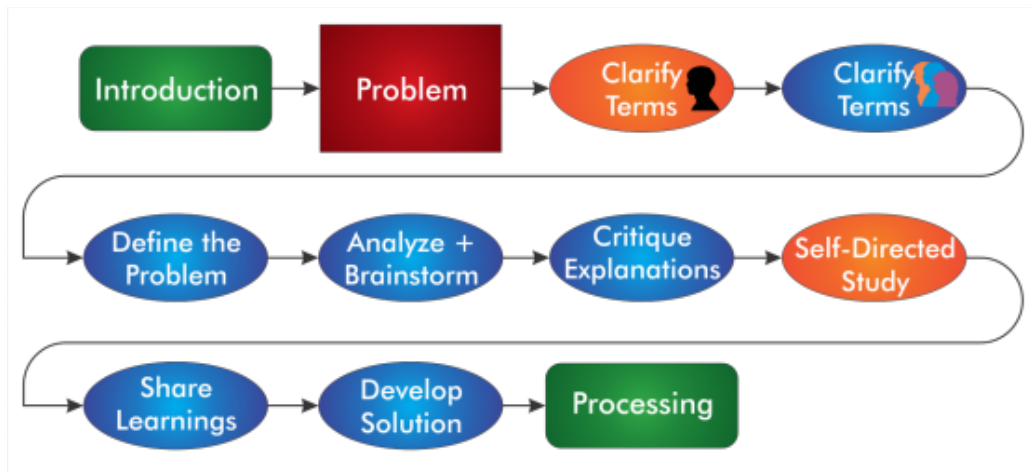 Introduction
Problem
Clarify
Terms
Clarify
Terms
Define the
Problem
Analyze +
Brainstorm
Critique
Explanations
Self-Directed
Study
Share
Learnings
Develop
Solution
Processing